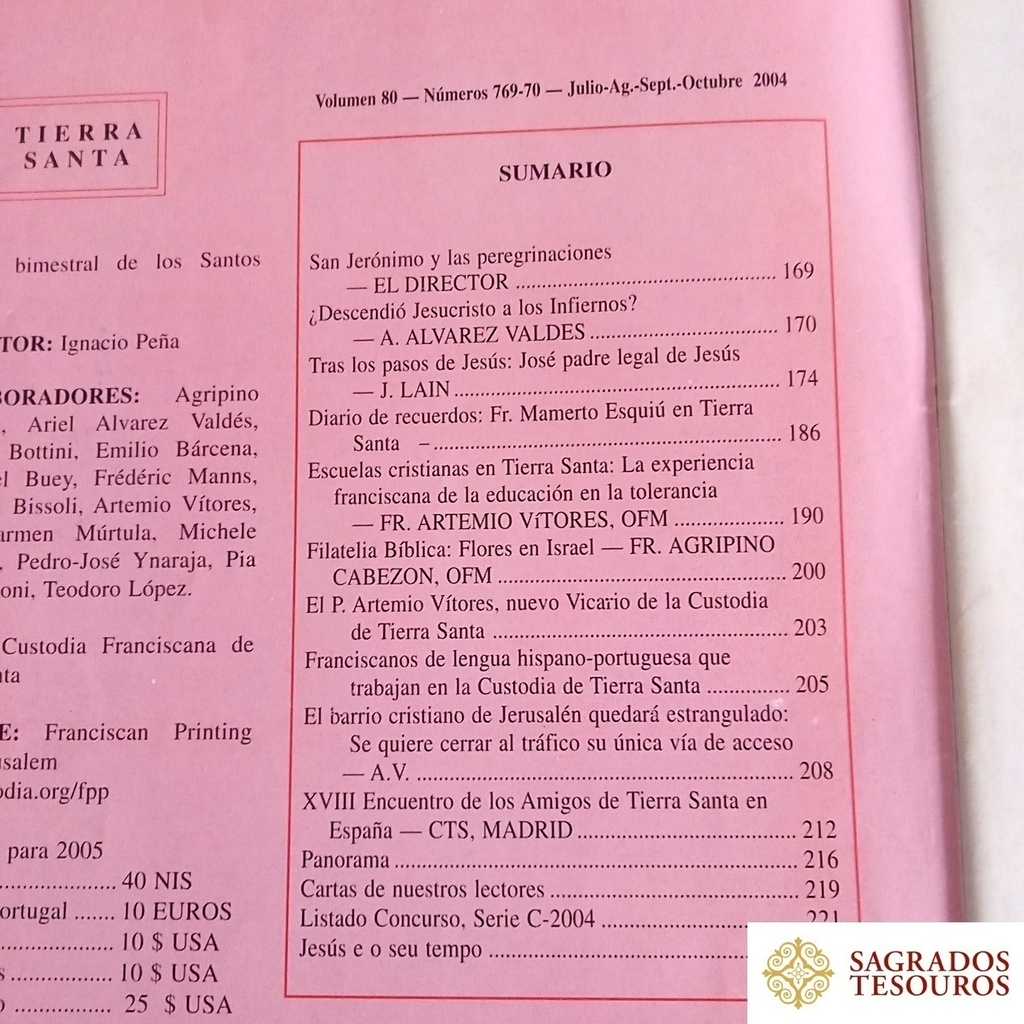 TIERRA
SANTA
bimestral de los Santos
TOR: Ignacio Peña
BORADORES: Agripino
, Ariel Alvarez Valdés,
Bottini, Emilio Bárcena,
el Buey, Frédéric Manns,
Bissoli, Artemio Vítores,
armen Múrtula, Michele
, Pedro-José Ynaraja, Pia
oni, Teodoro López.
Custodia Franciscana de
nta
E: Franciscan Printing
usalem
odia.org/fpp
para 2005
.................... 40 NIS
ortugal ....... 10 EUROS
.................... 10 $ USA
s .................. 10 $ USA
o ................. 25 $ USA
Volumen 80 — Números 769-70 — Julio-Ag.-Sept.-Octubre 2004
SUMARIO
San Jerónimo y las peregrinaciones
— EL DIRECTOR ........................................ 169
¿Descendió Jesucristo a los Infiernos?
— A. ALVAREZ VALDES ............................. 170
Tras los pasos de Jesús: José padre legal de Jesús
— J. LAIN .................................................. 174
Diario de recuerdos: Fr. Mamerto Esquiú en Tierra
Santa – ..................................................... 186
Escuelas cristianas en Tierra Santa: La experiencia
franciscana de la educación en la tolerancia
— FR. ARTEMIO VíTORES, OFM ................. 190
Filatelia Bíblica: Flores en Israel — FR. AGRIPINO
CABEZON, OFM ............................................ 200
El P. Artemio Vítores, nuevo Vicario de la Custodia
de Tierra Santa ............................................. 203
Franciscanos de lengua hispano-portuguesa que
trabajan en la Custodia de Tierra Santa ............. 205
El barrio cristiano de Jerusalén quedará estrangulado:
Se quiere cerrar al tráfico su única vía de acceso
— A.V. ......................................................... 208
XVIII Encuentro de los Amigos de Tierra Santa en
España — CTS, MADRID ................................. 212
Panorama ............................................................ 216
Cartas de nuestros lectores ...................................... 219
Listado Concurso, Serie C-2004 ............................... 221
Jesús e o seu tempo ........................................
SAGRADOS
TESOUROS